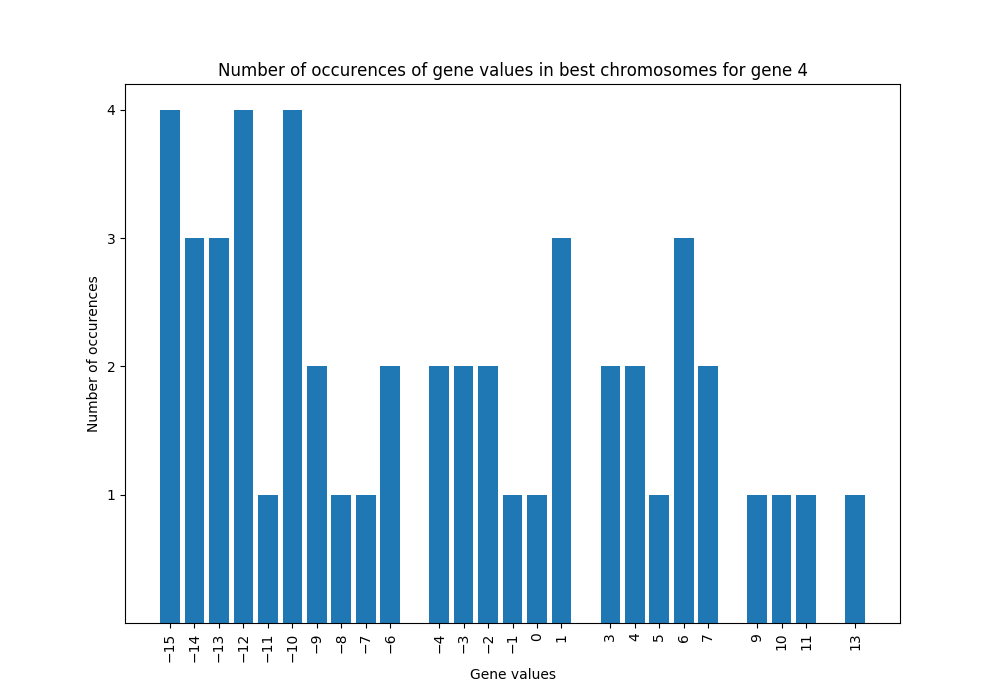 Number of occurences of gene values in best chromosomes for gene 4
4
3
2
1
Number of occurences
−15 −14 −13 −12 −11 −10 −9 −8 −7 −6 −4 −3 −2 −1 0 1 3 4 5 6 7 9 10 11 13
Gene values